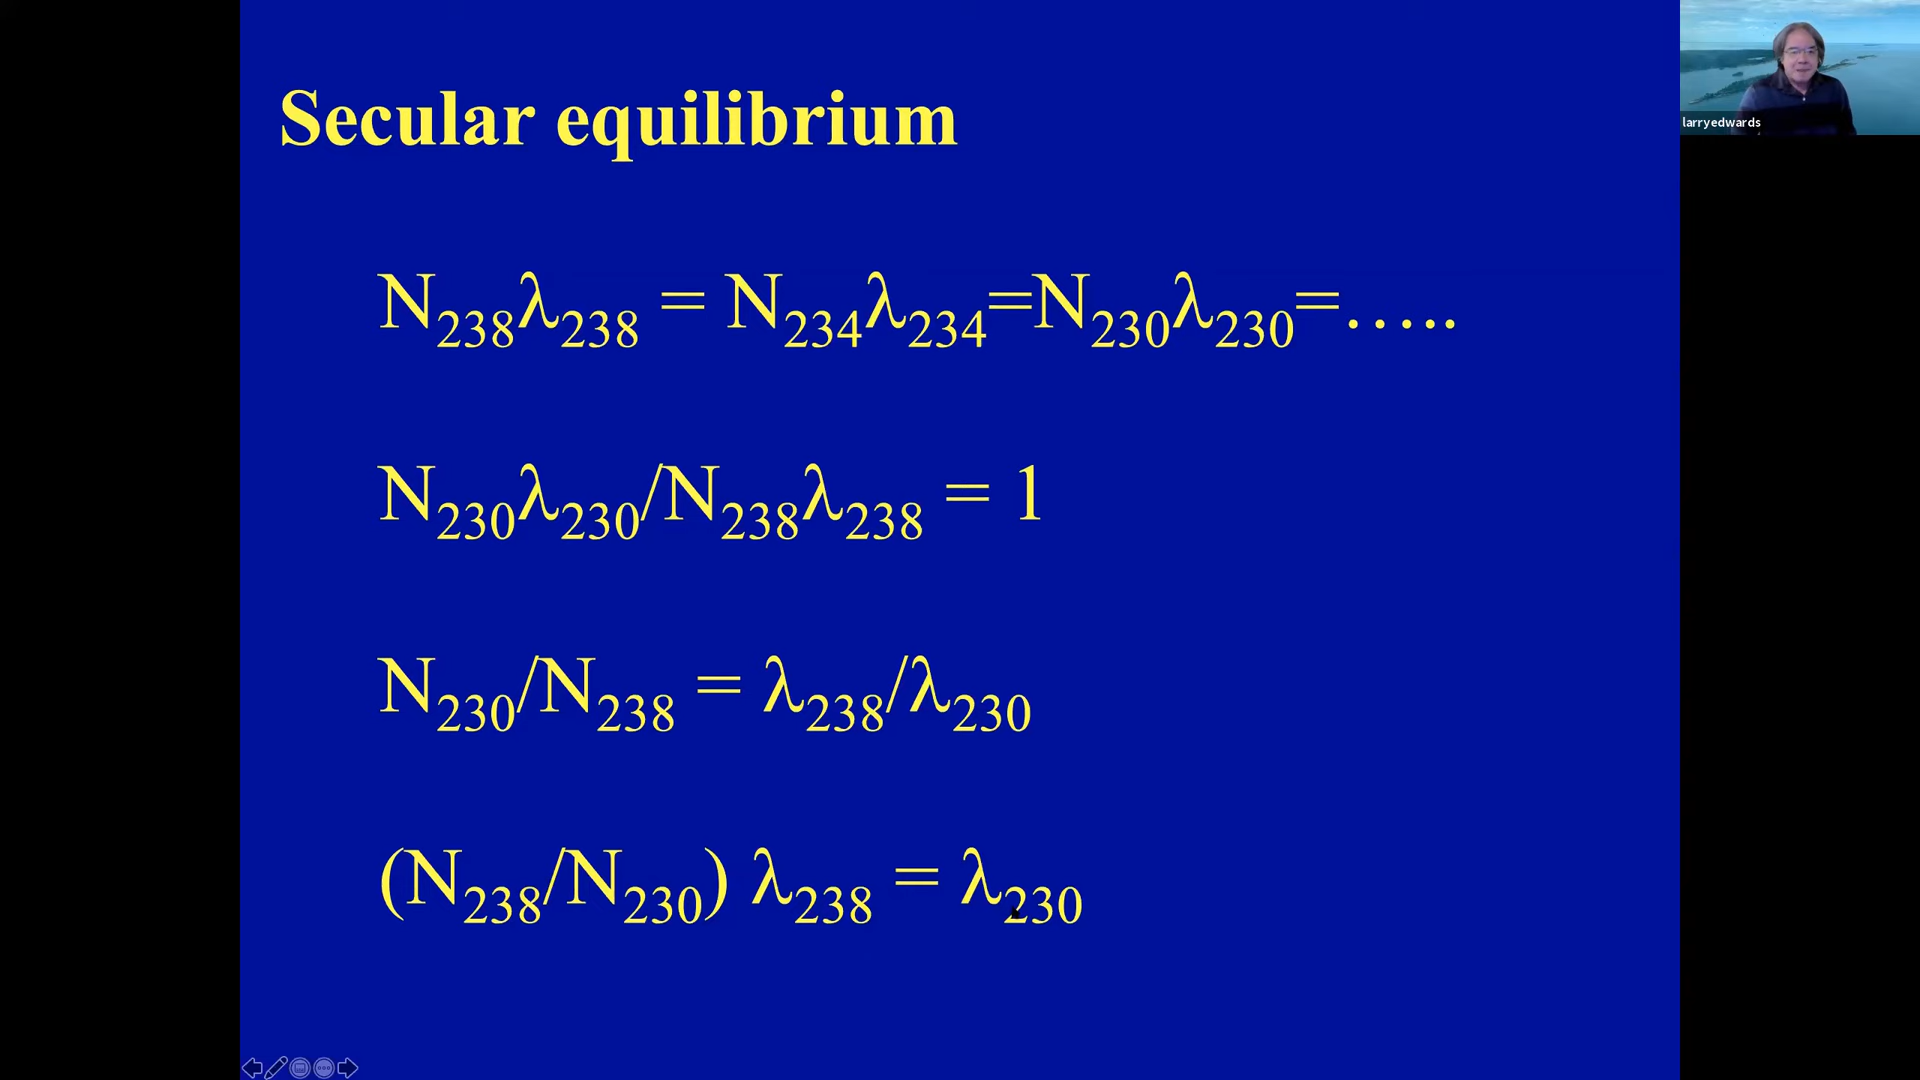 Secular equilibrium
larryedwards
N₂₃₈λ₂₃₈ = N₂₃₄λ₂₃₄=N₂₃₀λ₂₃₀=…..
N₂₃₀λ₂₃₀/N₂₃₈λ₂₃₈ = 1
N₂₃₀/N₂₃₈ = λ₂₃₈/λ₂₃₀
(N₂₃₈/N₂₃₀) λ₂₃₈ = λ₂₃₀